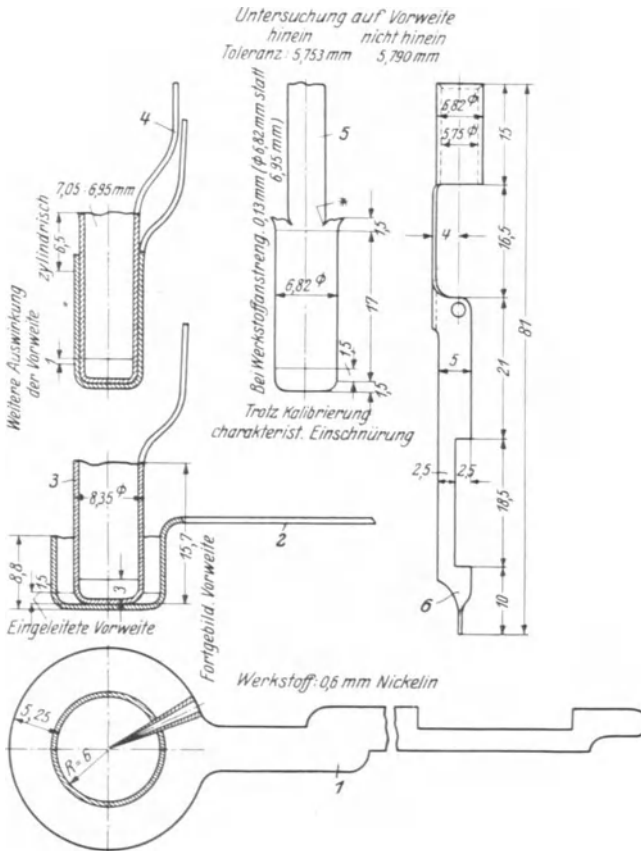 Untersuchung auf Vorweite
hinein nicht hinein
Toleranz: 5,753 mm 5,790 mm
4
7,05 : 6,95 mm
zylindrisch
6,5
1
Weitere Auswirkung
der Vorweite
Bei Werkstoffanstreng. 0,13 mm (ϕ 6,82 mm statt
6,95 mm)
5
1,5
6,82 ϕ
17
1,5
1,5
Trotz Kalibrierung
charakterist. Einschnürung
6,82 ϕ
5,75 ϕ
15
4
16,5
81
5
21
2,5
2,5
18,5
6
10
3
8,35 ϕ
15,7
2
8,8
1,5
3
Eingeleitete Vorweite
Fortgebild. Vorweite
Werkstoff: 0,6 mm Nickelin
5,25
R=6
1